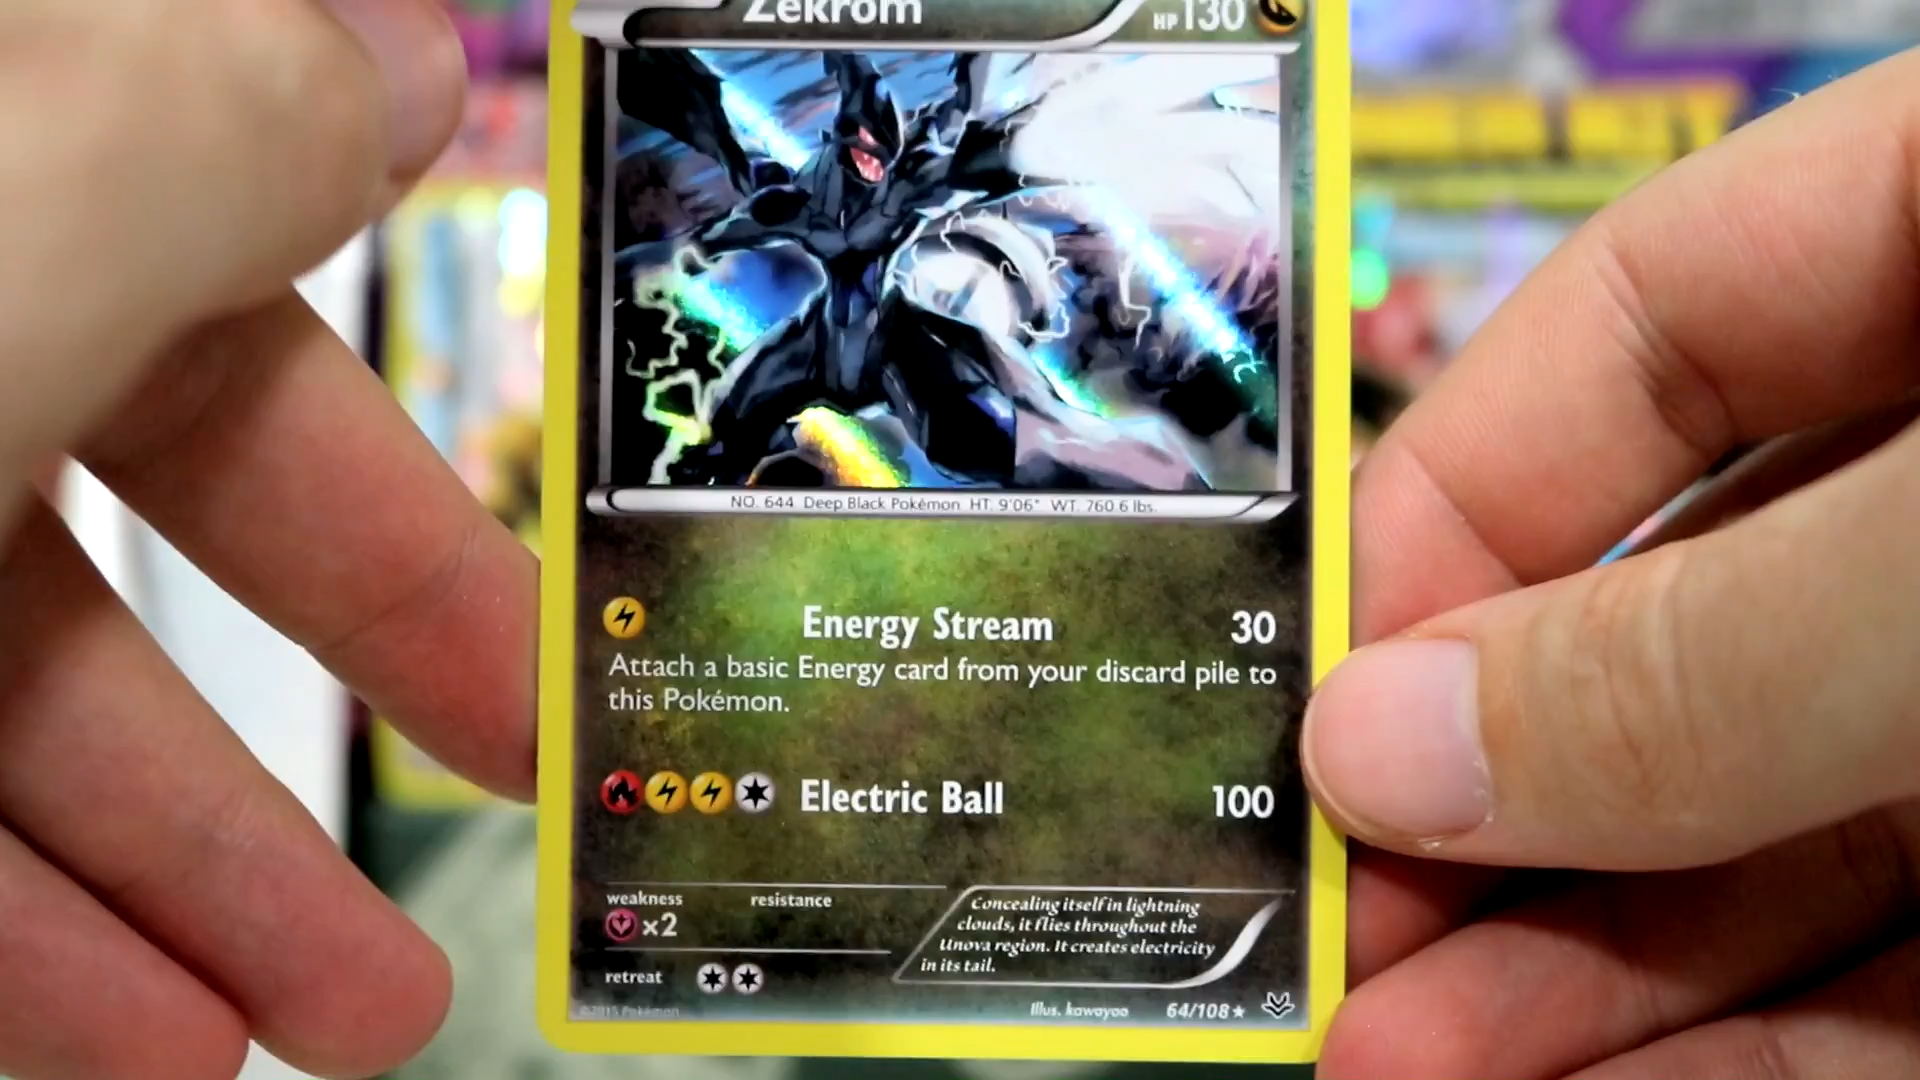 Zekrom HP130
NO. 644 Deep Black Pokémon HT. 9'06" WT. 760.6 lbs.
Energy Stream 30
Attach a basic Energy card from your discard pile to
this Pokémon.
Electric Ball 100
weakness resistance
×2
retreat
Concealing itself in lightning
clouds, it flies throughout the
Unova region. It creates electricity
in its tail.
©2015 Pokémon Illus. kawayoo 64/108★